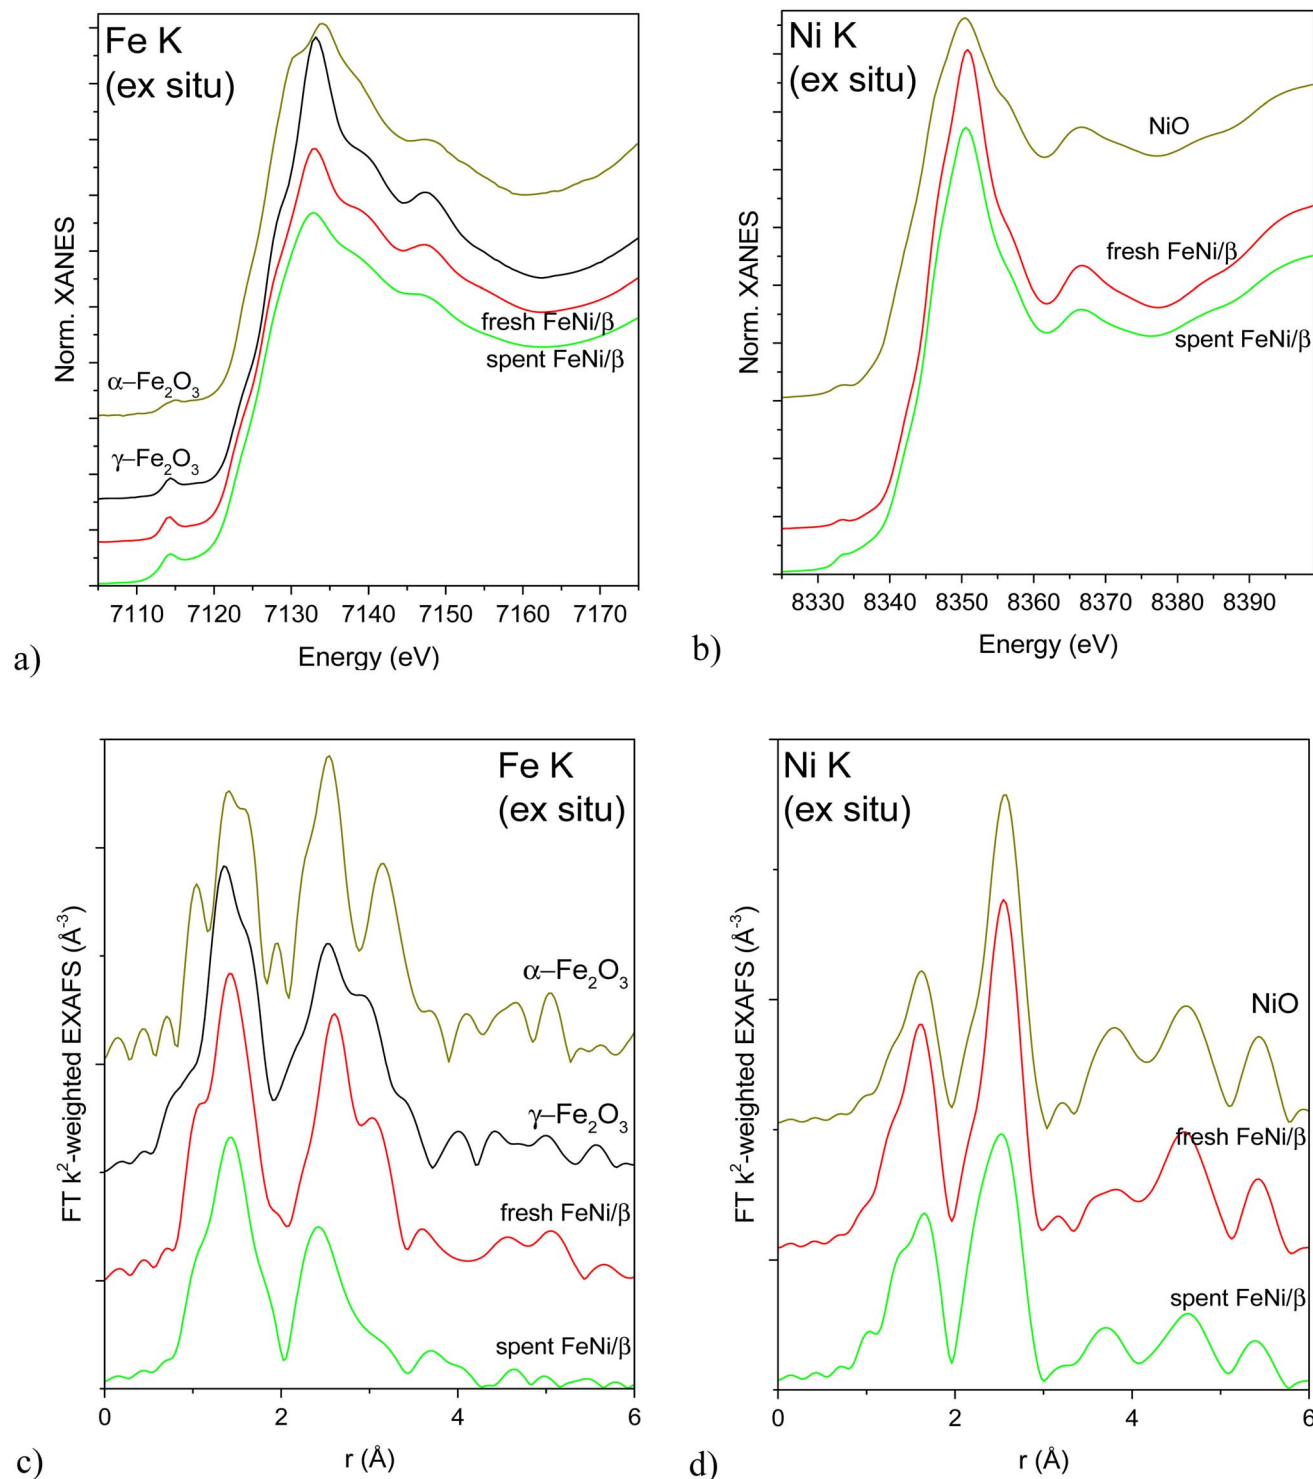 Fe K
(ex situ)
Norm. XANES
α–Fe₂O₃
γ–Fe₂O₃
fresh FeNi/β
spent FeNi/β
7110 7120 7130 7140 7150 7160 7170
Energy (eV)
a)
Ni K
(ex situ)
Norm. XANES
NiO
fresh FeNi/β
spent FeNi/β
8330 8340 8350 8360 8370 8380 8390
Energy (eV)
b)
Fe K
(ex situ)
FT k²-weighted EXAFS (Å⁻³)
α–Fe₂O₃
γ–Fe₂O₃
fresh FeNi/β
spent FeNi/β
0 2 4 6
r (Å)
c)
Ni K
(ex situ)
FT k²-weighted EXAFS (Å⁻³)
NiO
fresh FeNi/β
spent FeNi/β
0 2 4 6
r (Å)
d)